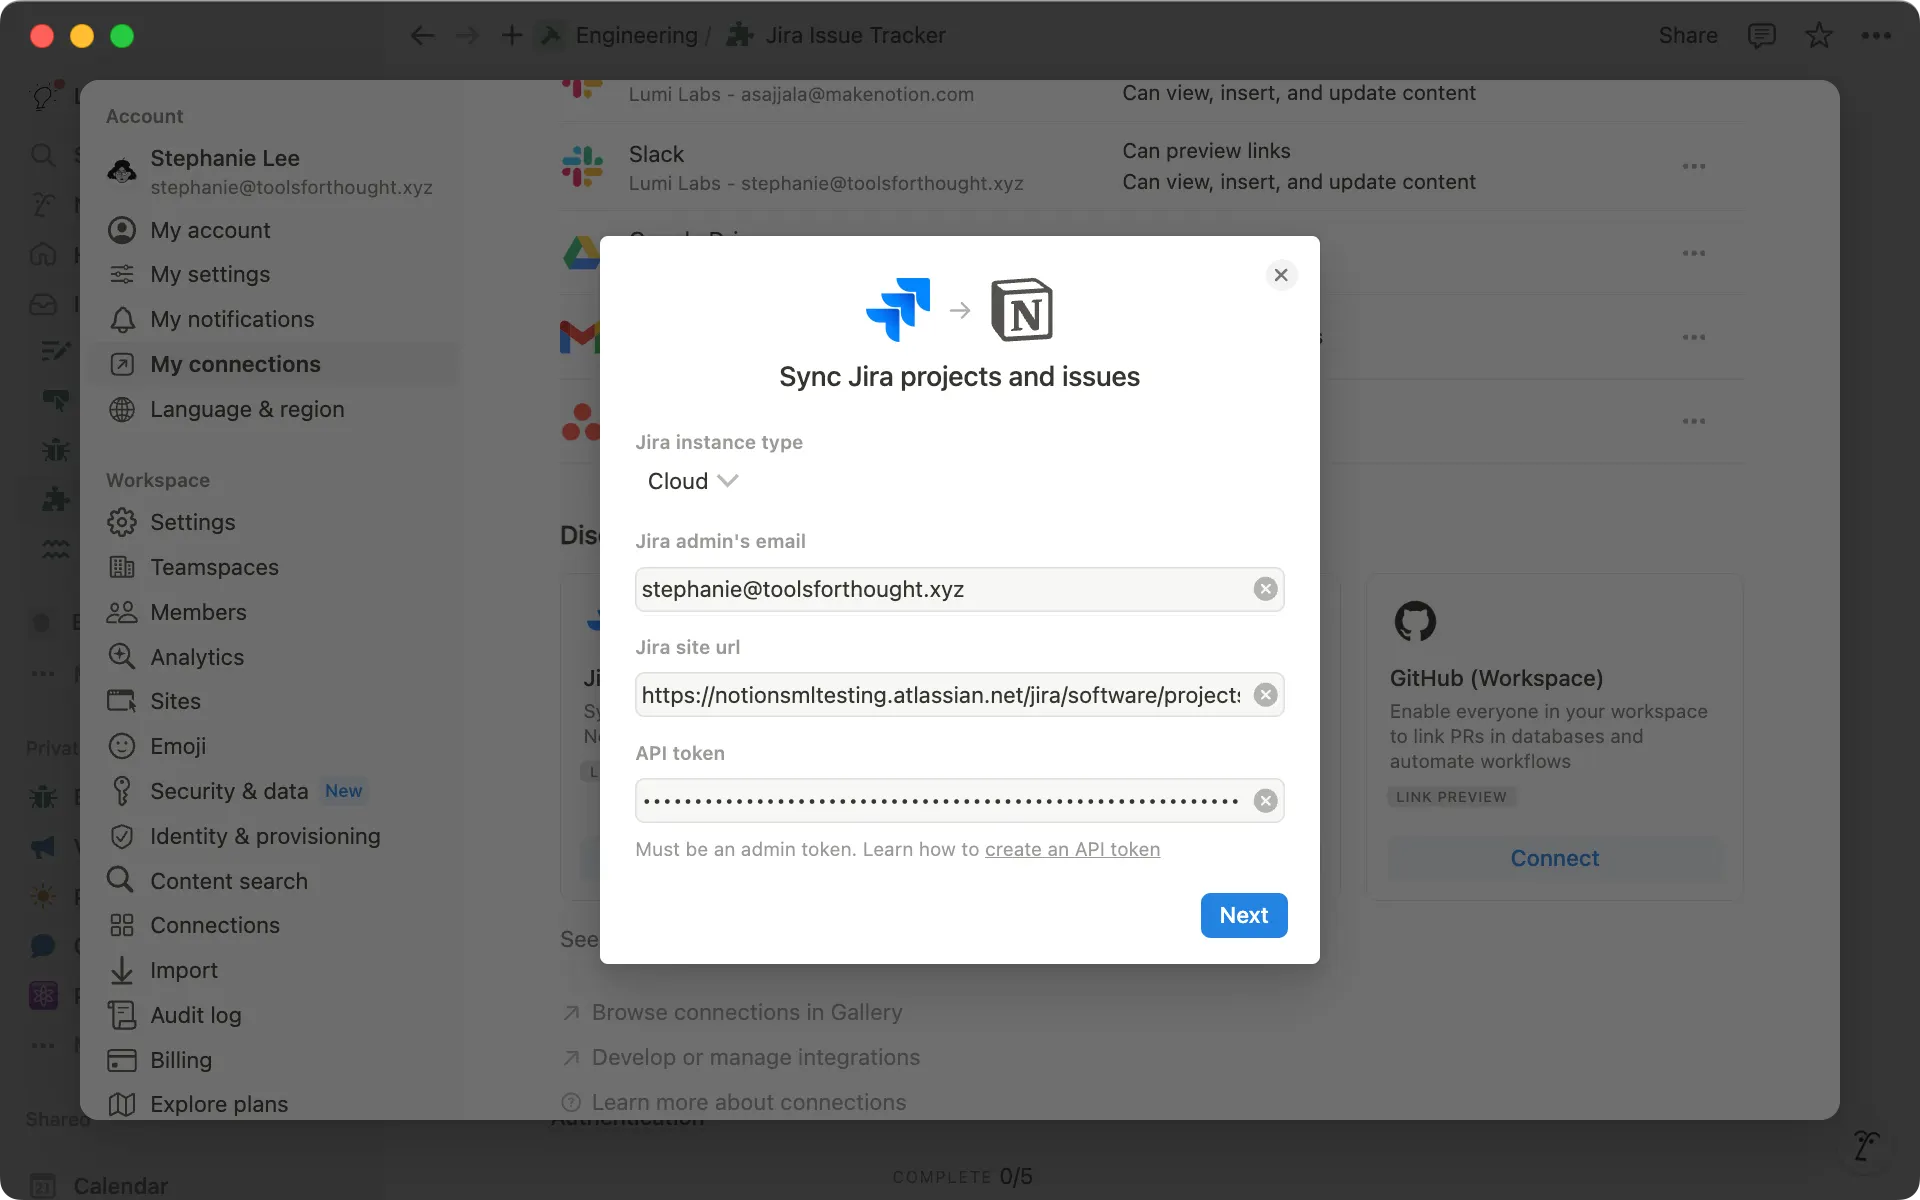 Engineering / Jira Issue Tracker
Share
Account
Stephanie Lee
stephanie@toolsforthought.xyz
My account
My settings
My notifications
My connections
Language & region
Workspace
Settings
Teamspaces
Members
Analytics
Sites
Emoji
Security & data New
Identity & provisioning
Content search
Connections
Import
Audit log
Billing
Explore plans
Lumi Labs - asajjala@makenotion.com
Can view, insert, and update content
Slack
Lumi Labs - stephanie@toolsforthought.xyz
Can preview links
Can view, insert, and update content
Sync Jira projects and issues
Jira instance type
Cloud
Jira admin's email
stephanie@toolsforthought.xyz
Jira site url
https://notionsmltesting.atlassian.net/jira/software/projects
API token
Must be an admin token. Learn how to create an API token
Next
GitHub (Workspace)
Enable everyone in your workspace
to link PRs in databases and
automate workflows
LINK PREVIEW
Connect
See
Browse connections in Gallery
Develop or manage integrations
Learn more about connections
Shared
Calendar
COMPLETE 0/5